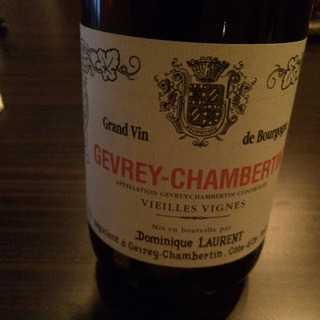 Grand Vin de Bourgogne
GEVREY-CHAMBERTIN
APPELLATION GEVREY-CHAMBERTIN CONTRÔLÉE
VIEILLES VIGNES
Mis en bouteille par
Dominique LAURENT
à Gevrey-Chambertin, Côte-d'Or